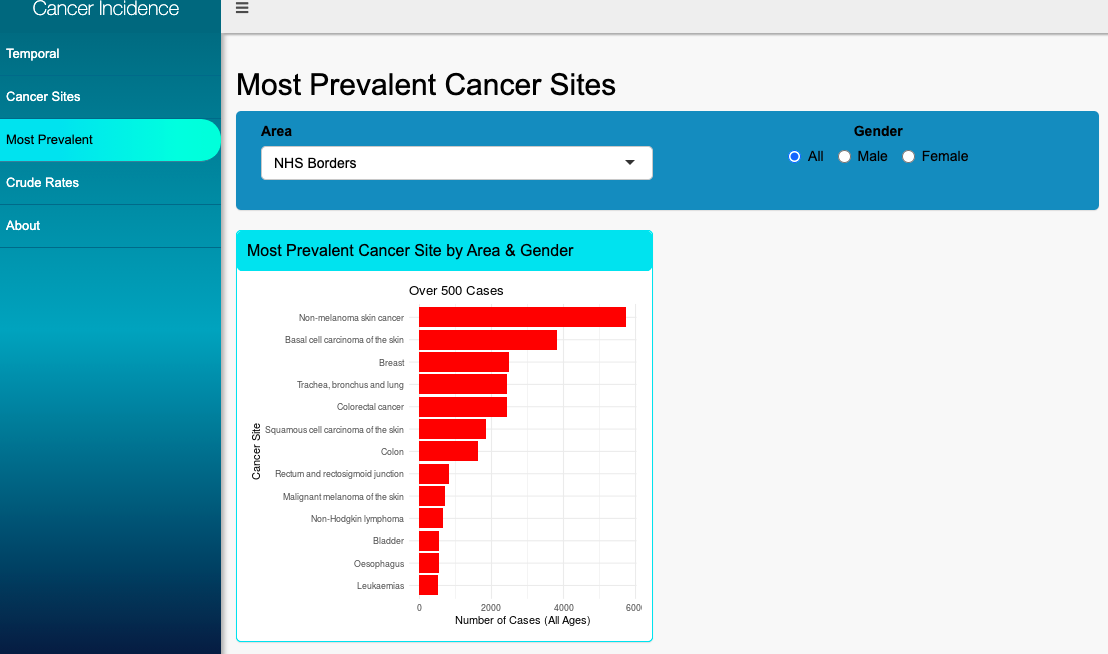 Cancer Incidence
Temporal
Cancer Sites
Most Prevalent
Crude Rates
About
Most Prevalent Cancer Sites
Area
NHS Borders
Gender
All
Male
Female
Most Prevalent Cancer Site by Area & Gender
Over 500 Cases
Cancer Site
Non-melanoma skin cancer
Basal cell carcinoma of the skin
Breast
Trachea, bronchus and lung
Colorectal cancer
Squamous cell carcinoma of the skin
Colon
Rectum and rectosigmoid junction
Malignant melanoma of the skin
Non-Hodgkin lymphoma
Bladder
Oesophagus
Leukaemias
0 2000 4000 600
Number of Cases (All Ages)